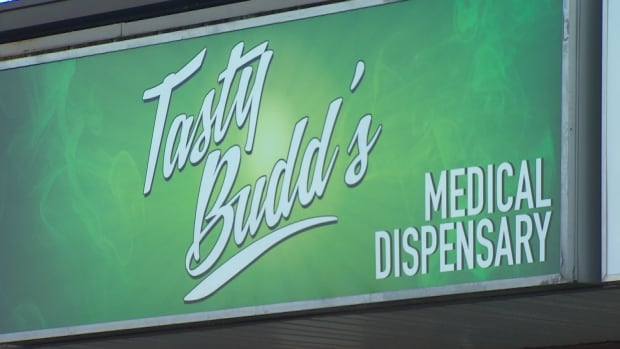 Tasty
Budd's
MEDICAL
DISPENSARY